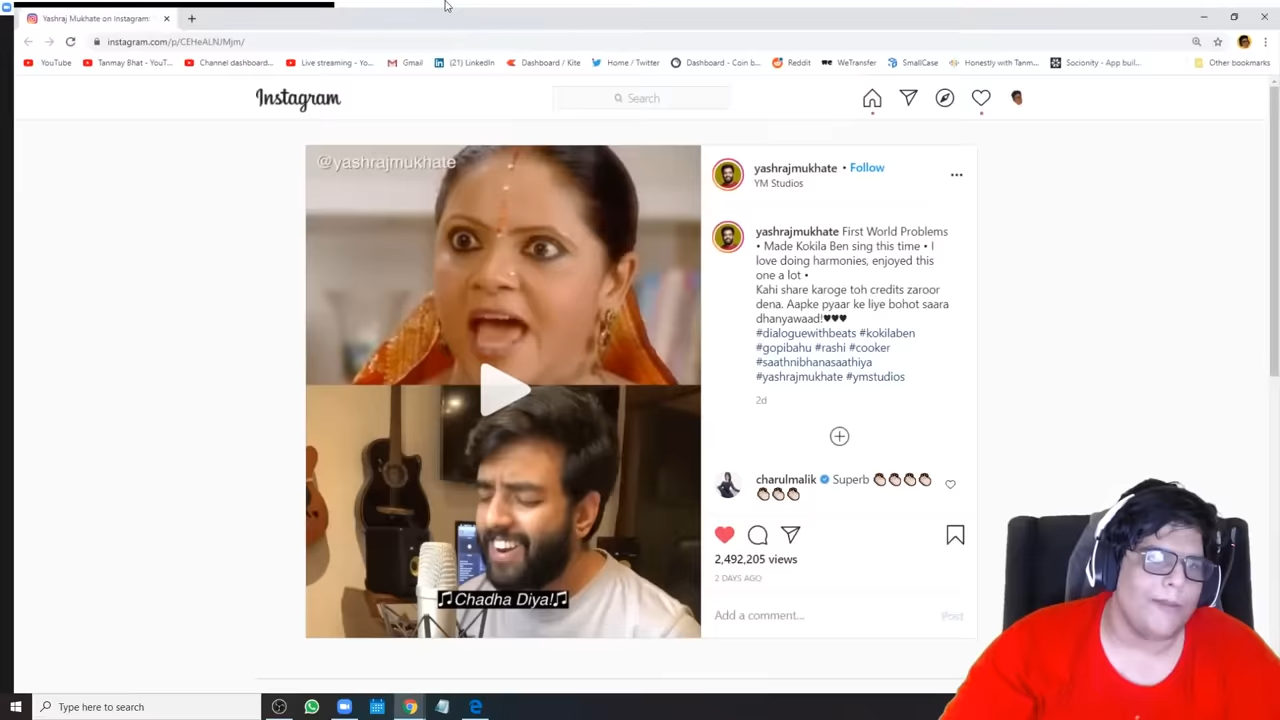 Yashraj Mukhate on Instagram:
instagram.com/p/CEHeALNJMjm/
YouTube
Tanmay Bhat - YouT...
Channel dashboard...
Live streaming - Yo...
Gmail
(21) LinkedIn
Dashboard / Kite
Home / Twitter
Dashboard - Coin b...
Reddit
WeTransfer
SmallCase
Honestly with Tanm...
Socionity - App buil...
Other bookmarks
Instagram
Search
@yashrajmukhate
yashrajmukhate • Follow
YM Studios
yashrajmukhate First World Problems
• Made Kokila Ben sing this time • I
love doing harmonies, enjoyed this
one a lot •
Kahi share karoge toh credits zaroor
dena. Aapke pyaar ke liye bohot saara
dhanyawaad!♥♥♥
#dialoguewithbeats #kokilaben
#gopibahu #rashi #cooker
#saathnibhanasaathiya
#yashrajmukhate #ymstudios
2d
charulmalik Superb 👏👏👏👏
👏👏👏
2,492,205 views
2 DAYS AGO
Add a comment...
Post
♫Chadha Diya!♫
Type here to search